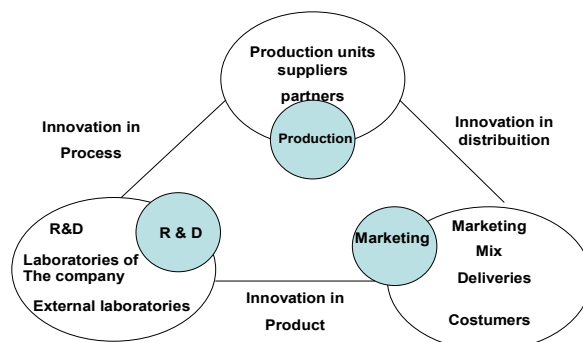 Production units
suppliers
partners
Production
Innovation in
Process
Innovation in
distribuition
R&D
Laboratories of
The company
External laboratories
R & D
Marketing
Marketing
Mix
Deliveries
Costumers
Innovation in
Product